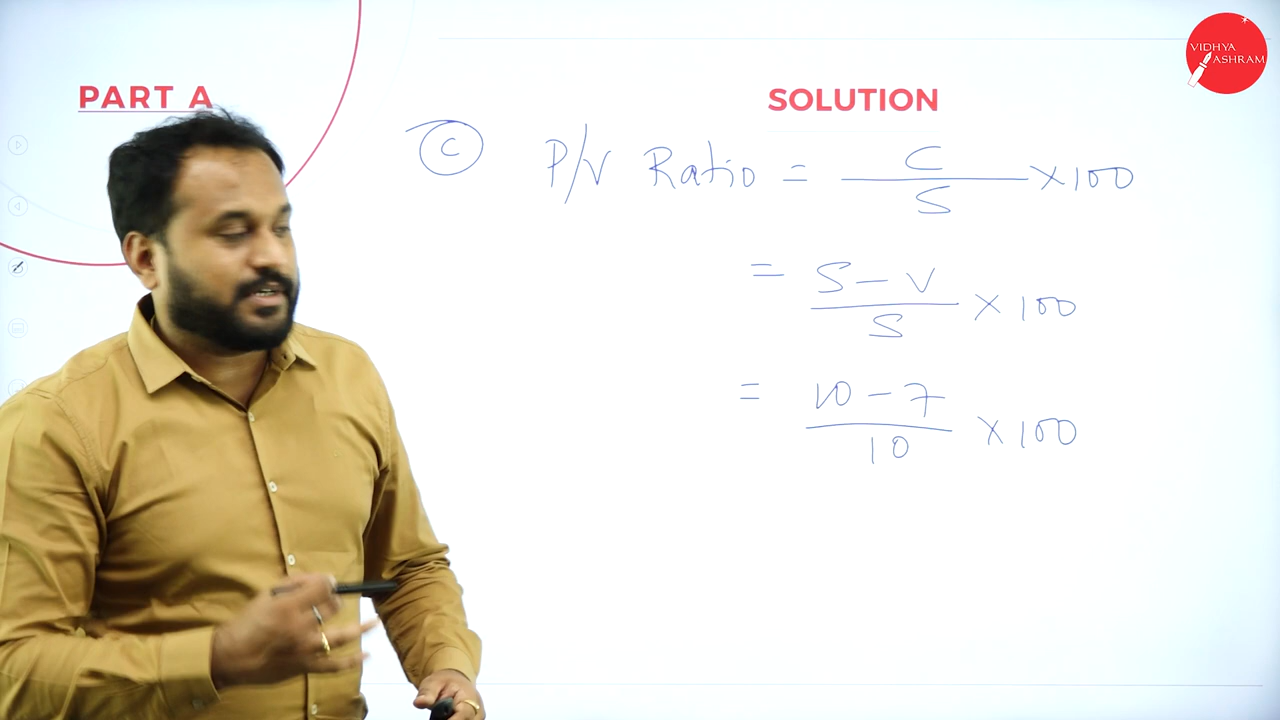 VIDHYA
ASHRAM
PART A
SOLUTION
C P/V Ratio = C/S × 100
= S - V/S × 100
= 10 - 7/10 × 100